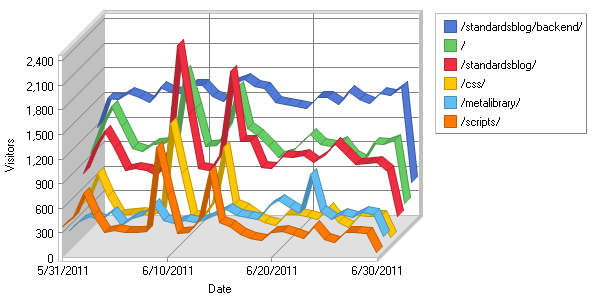 2,400
2,100
1,800
1,500
1,200
900
600
300
0
Visitors
5/31/2011
6/10/2011
6/20/2011
6/30/2011
Date
/standardsblog/backend/
/
/standardsblog/
/css/
/metalibrary/
/scripts/